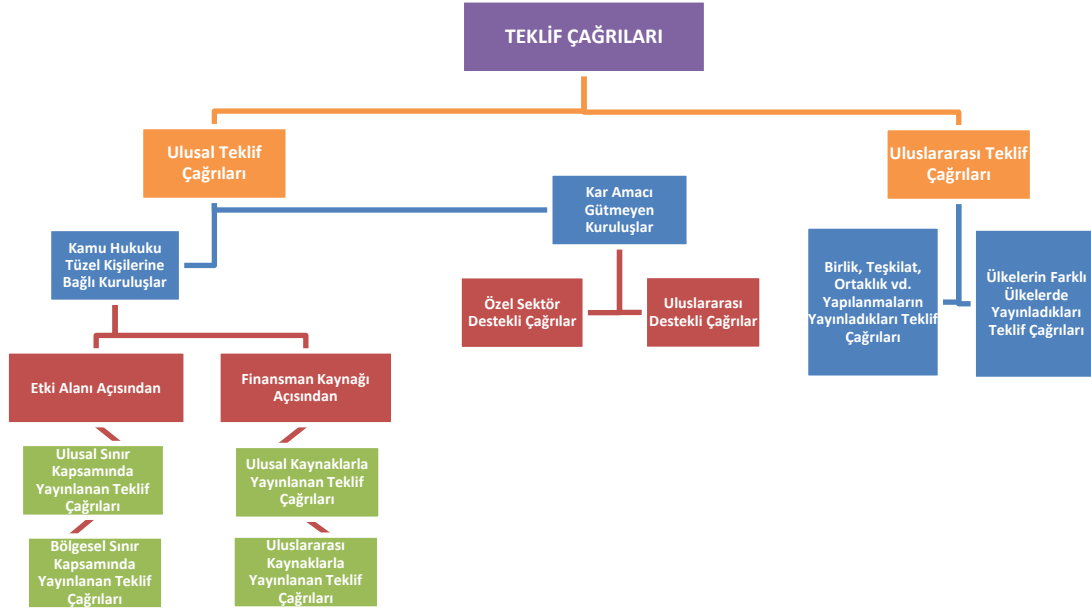 TEKLİF ÇAĞRILARI
Ulusal Teklif
Çağrıları
Uluslararası Teklif
Çağrıları
Kar Amacı
Gütmeyen
Kuruluşlar
Kamu Hukuku
Tüzel Kişilerine
Bağlı Kuruluşlar
Birlik, Teşkilat,
Ortaklık vd.
Yapılanmaların
Yayınladıkları Teklif
Çağrıları
Ülkelerin Farklı
Ülkelerde
Yayınladıkları
Teklif Çağrıları
Özel Sektör
Destekli Çağrılar
Uluslararası
Destekli Çağrılar
Etki Alanı Açısından
Finansman Kaynağı
Açısından
Ulusal Sınır
Kapsamında
Yayınlanan Teklif
Çağrıları
Ulusal Kaynaklarla
Yayınlanan Teklif
Çağrıları
Bölgesel Sınır
Kapsamında
Yayınlanan Teklif
Çağrıları
Uluslararası
Kaynaklarla
Yayınlanan Teklif
Çağrıları